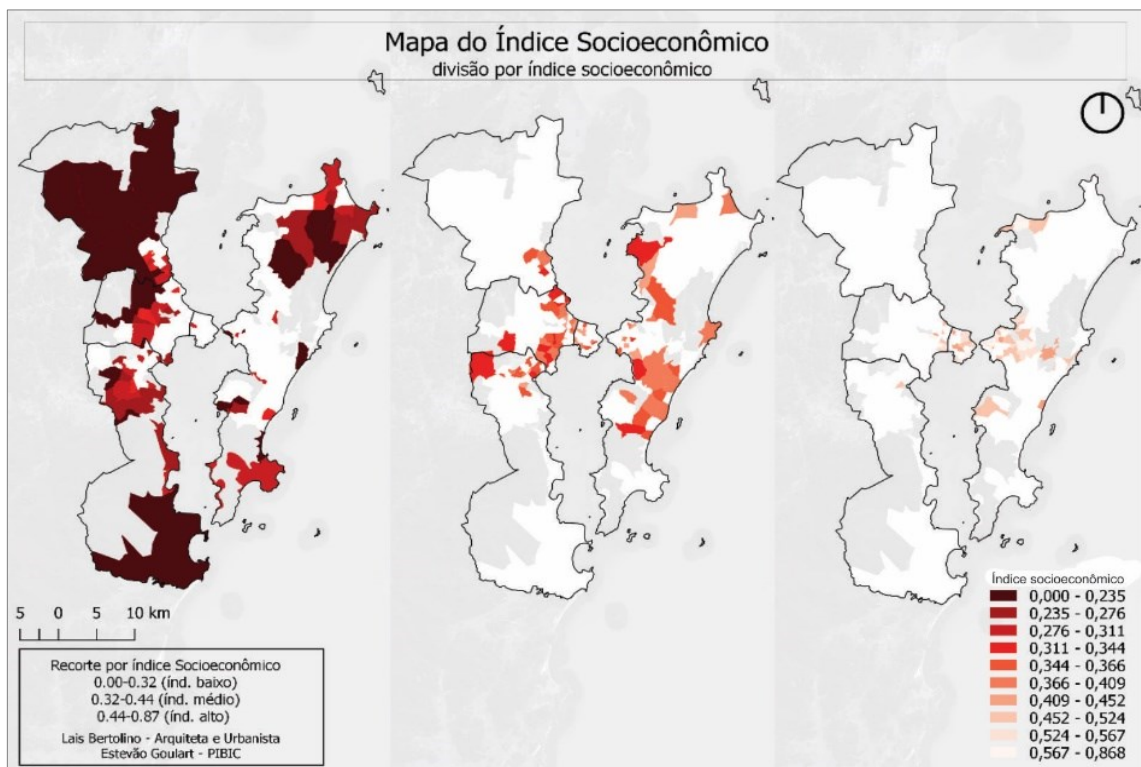 Mapa do Índice Socioeconômico
divisão por índice socioeconômico
5 0 5 10 km
Recorte por índice Socioeconômico
0.00-0.32 (índ. baixo)
0.32-0.44 (índ. médio)
0.44-0.87 (índ. alto)
Lais Bertolino - Arquiteta e Urbanista
Estevão Goulart - PIBIC
Índice socioeconômico
0,000 - 0,235
0,235 - 0,276
0,276 - 0,311
0,311 - 0,344
0,344 - 0,366
0,366 - 0,409
0,409 - 0,452
0,452 - 0,524
0,524 - 0,567
0,567 - 0,868